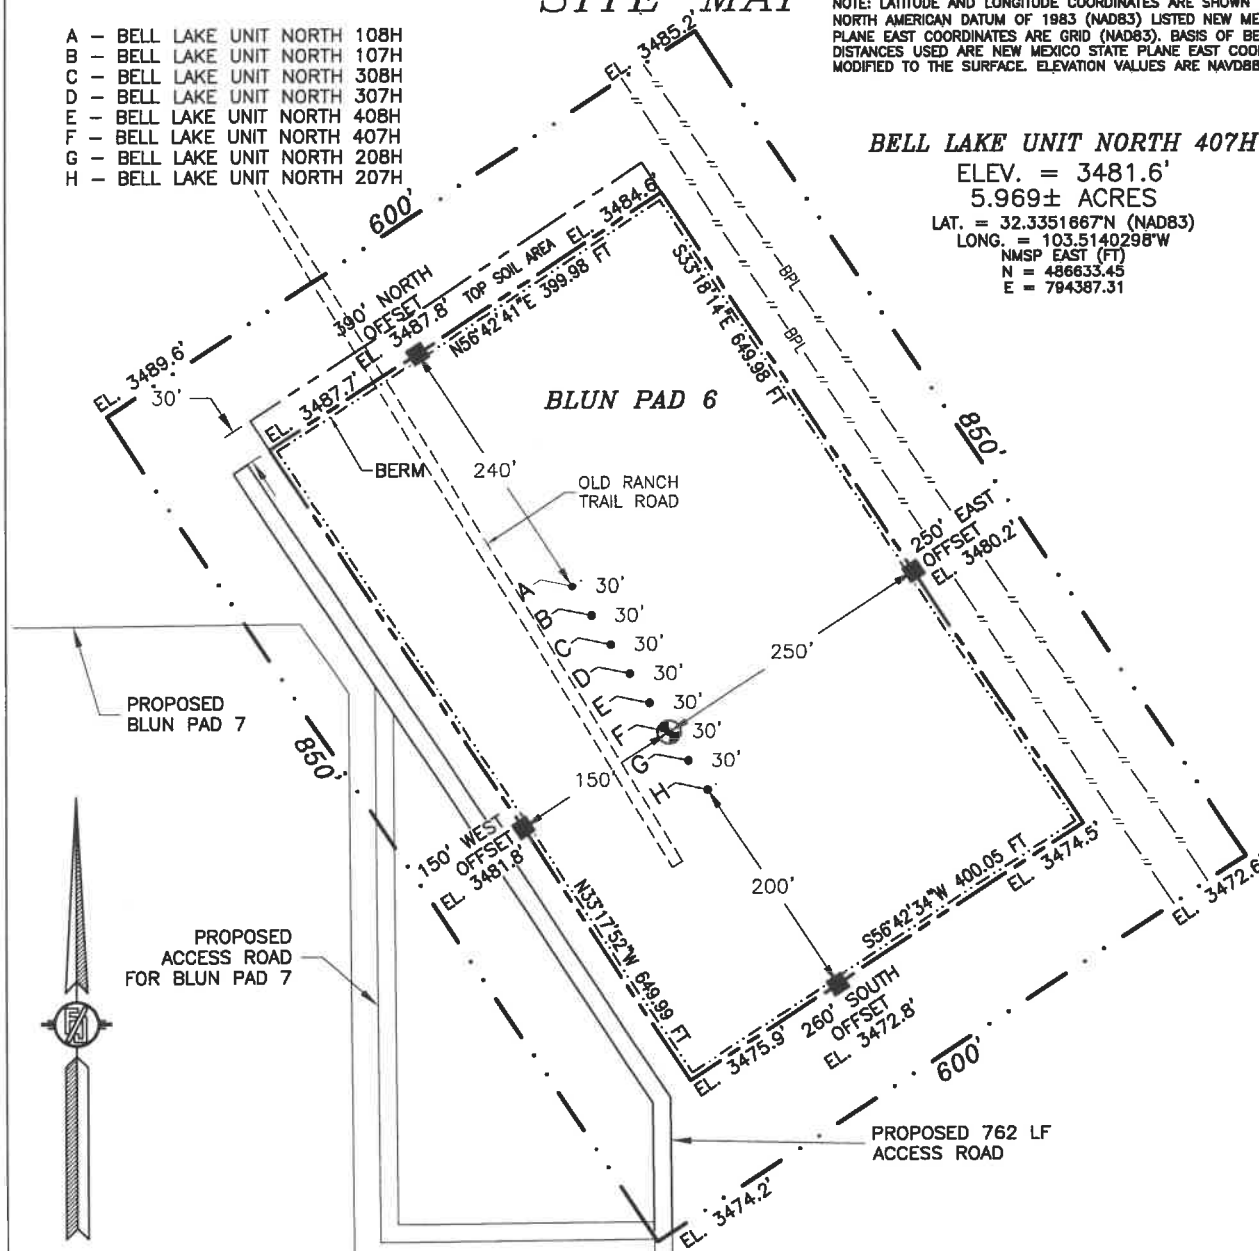 SITE MAP
NOTE: LATITUDE AND LONGITUDE COORDINATES ARE SHOWN
NORTH AMERICAN DATUM OF 1983 (NAD83) LISTED NEW ME
PLANE EAST COORDINATES ARE GRID (NAD83). BASIS OF BE
DISTANCES USED ARE NEW MEXICO STATE PLANE EAST COO
MODIFIED TO THE SURFACE. ELEVATION VALUES ARE NAVD88
A - BELL LAKE UNIT NORTH 108H
B - BELL LAKE UNIT NORTH 107H
C - BELL LAKE UNIT NORTH 308H
D - BELL LAKE UNIT NORTH 307H
E - BELL LAKE UNIT NORTH 408H
F - BELL LAKE UNIT NORTH 407H
G - BELL LAKE UNIT NORTH 208H
H - BELL LAKE UNIT NORTH 207H
BELL LAKE UNIT NORTH 407H
ELEV. = 3481.6'
5.969± ACRES
LAT. = 32.3351667°N (NAD83)
LONG. = 103.5140298°W
NMSP EAST (FT)
N = 486633.45
E = 794387.31
EL. 3485.2'
600'
EL. 3489.6'
30'
390' NORTH
OFFSET
EL. 3487.8'
TOP SOIL AREA
EL. 3484.6'
N56°42'41"E 399.98 FT
EL. 3487.7'
BERM
S33°18'14"E 649.98 FT
BPL
BPL
BLUN PAD 6
240'
OLD RANCH
TRAIL ROAD
850'
250' EAST
OFFSET
EL. 3480.2'
A
30'
B
30'
C
30'
D
30'
E
30'
F
30'
G
30'
H
250'
150'
200'
PROPOSED
BLUN PAD 7
850'
150' WEST
OFFSET
EL. 3481.8'
N33°17'52"W 649.99 FT
S56°42'34"W 400.05 FT
EL. 3474.5'
EL. 3472.6'
PROPOSED
ACCESS ROAD
FOR BLUN PAD 7
260' SOUTH
OFFSET
EL. 3472.8'
EL. 3475.9'
600'
PROPOSED 762 LF
ACCESS ROAD
EL. 3474.2'